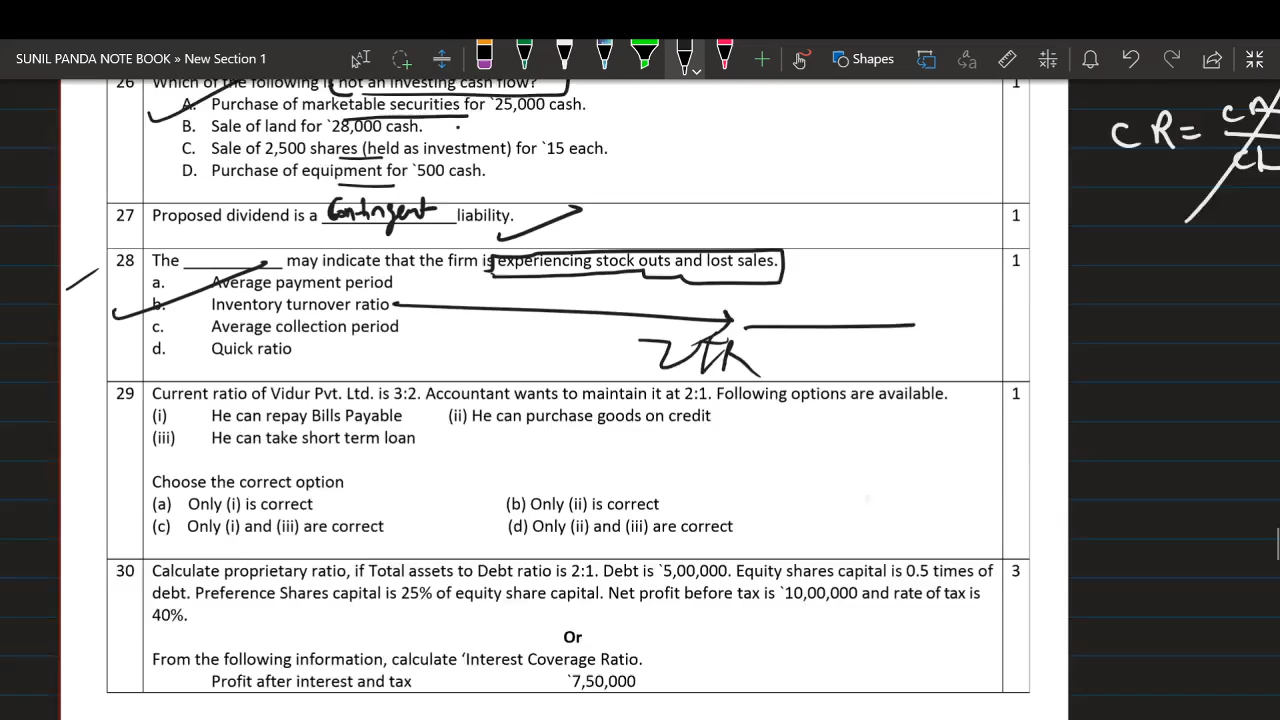 SUNIL PANDA NOTE BOOK » New Section 1
Shapes
26 Which of the following is not an investing cash flow? 1
A. Purchase of marketable securities for `25,000 cash.
B. Sale of land for `28,000 cash.
C. Sale of 2,500 shares (held as investment) for `15 each.
D. Purchase of equipment for `500 cash.
CR= CA
CL
27 Proposed dividend is a Contingent liability. 1
28 The __________ may indicate that the firm is experiencing stock outs and lost sales. 1
a. Average payment period
b. Inventory turnover ratio
c. Average collection period
d. Quick ratio
ITR
29 Current ratio of Vidur Pvt. Ltd. is 3:2. Accountant wants to maintain it at 2:1. Following options are available. 1
(i) He can repay Bills Payable (ii) He can purchase goods on credit
(iii) He can take short term loan
Choose the correct option
(a) Only (i) is correct (b) Only (ii) is correct
(c) Only (i) and (iii) are correct (d) Only (ii) and (iii) are correct
30 Calculate proprietary ratio, if Total assets to Debt ratio is 2:1. Debt is `5,00,000. Equity shares capital is 0.5 times of 3
debt. Preference Shares capital is 25% of equity share capital. Net profit before tax is `10,00,000 and rate of tax is
40%.
Or
From the following information, calculate ‘Interest Coverage Ratio.
Profit after interest and tax `7,50,000